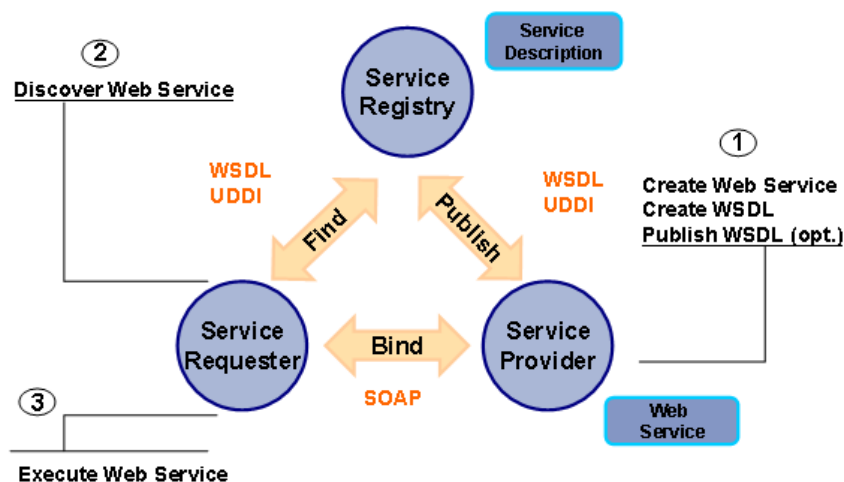 2
Discover Web Service
Service
Registry
Service
Description
1
Create Web Service
Create WSDL
Publish WSDL (opt.)
WSDL
UDDI
WSDL
UDDI
Find
Publish
Service
Requester
Bind
SOAP
Service
Provider
3
Execute Web Service
Web
Service